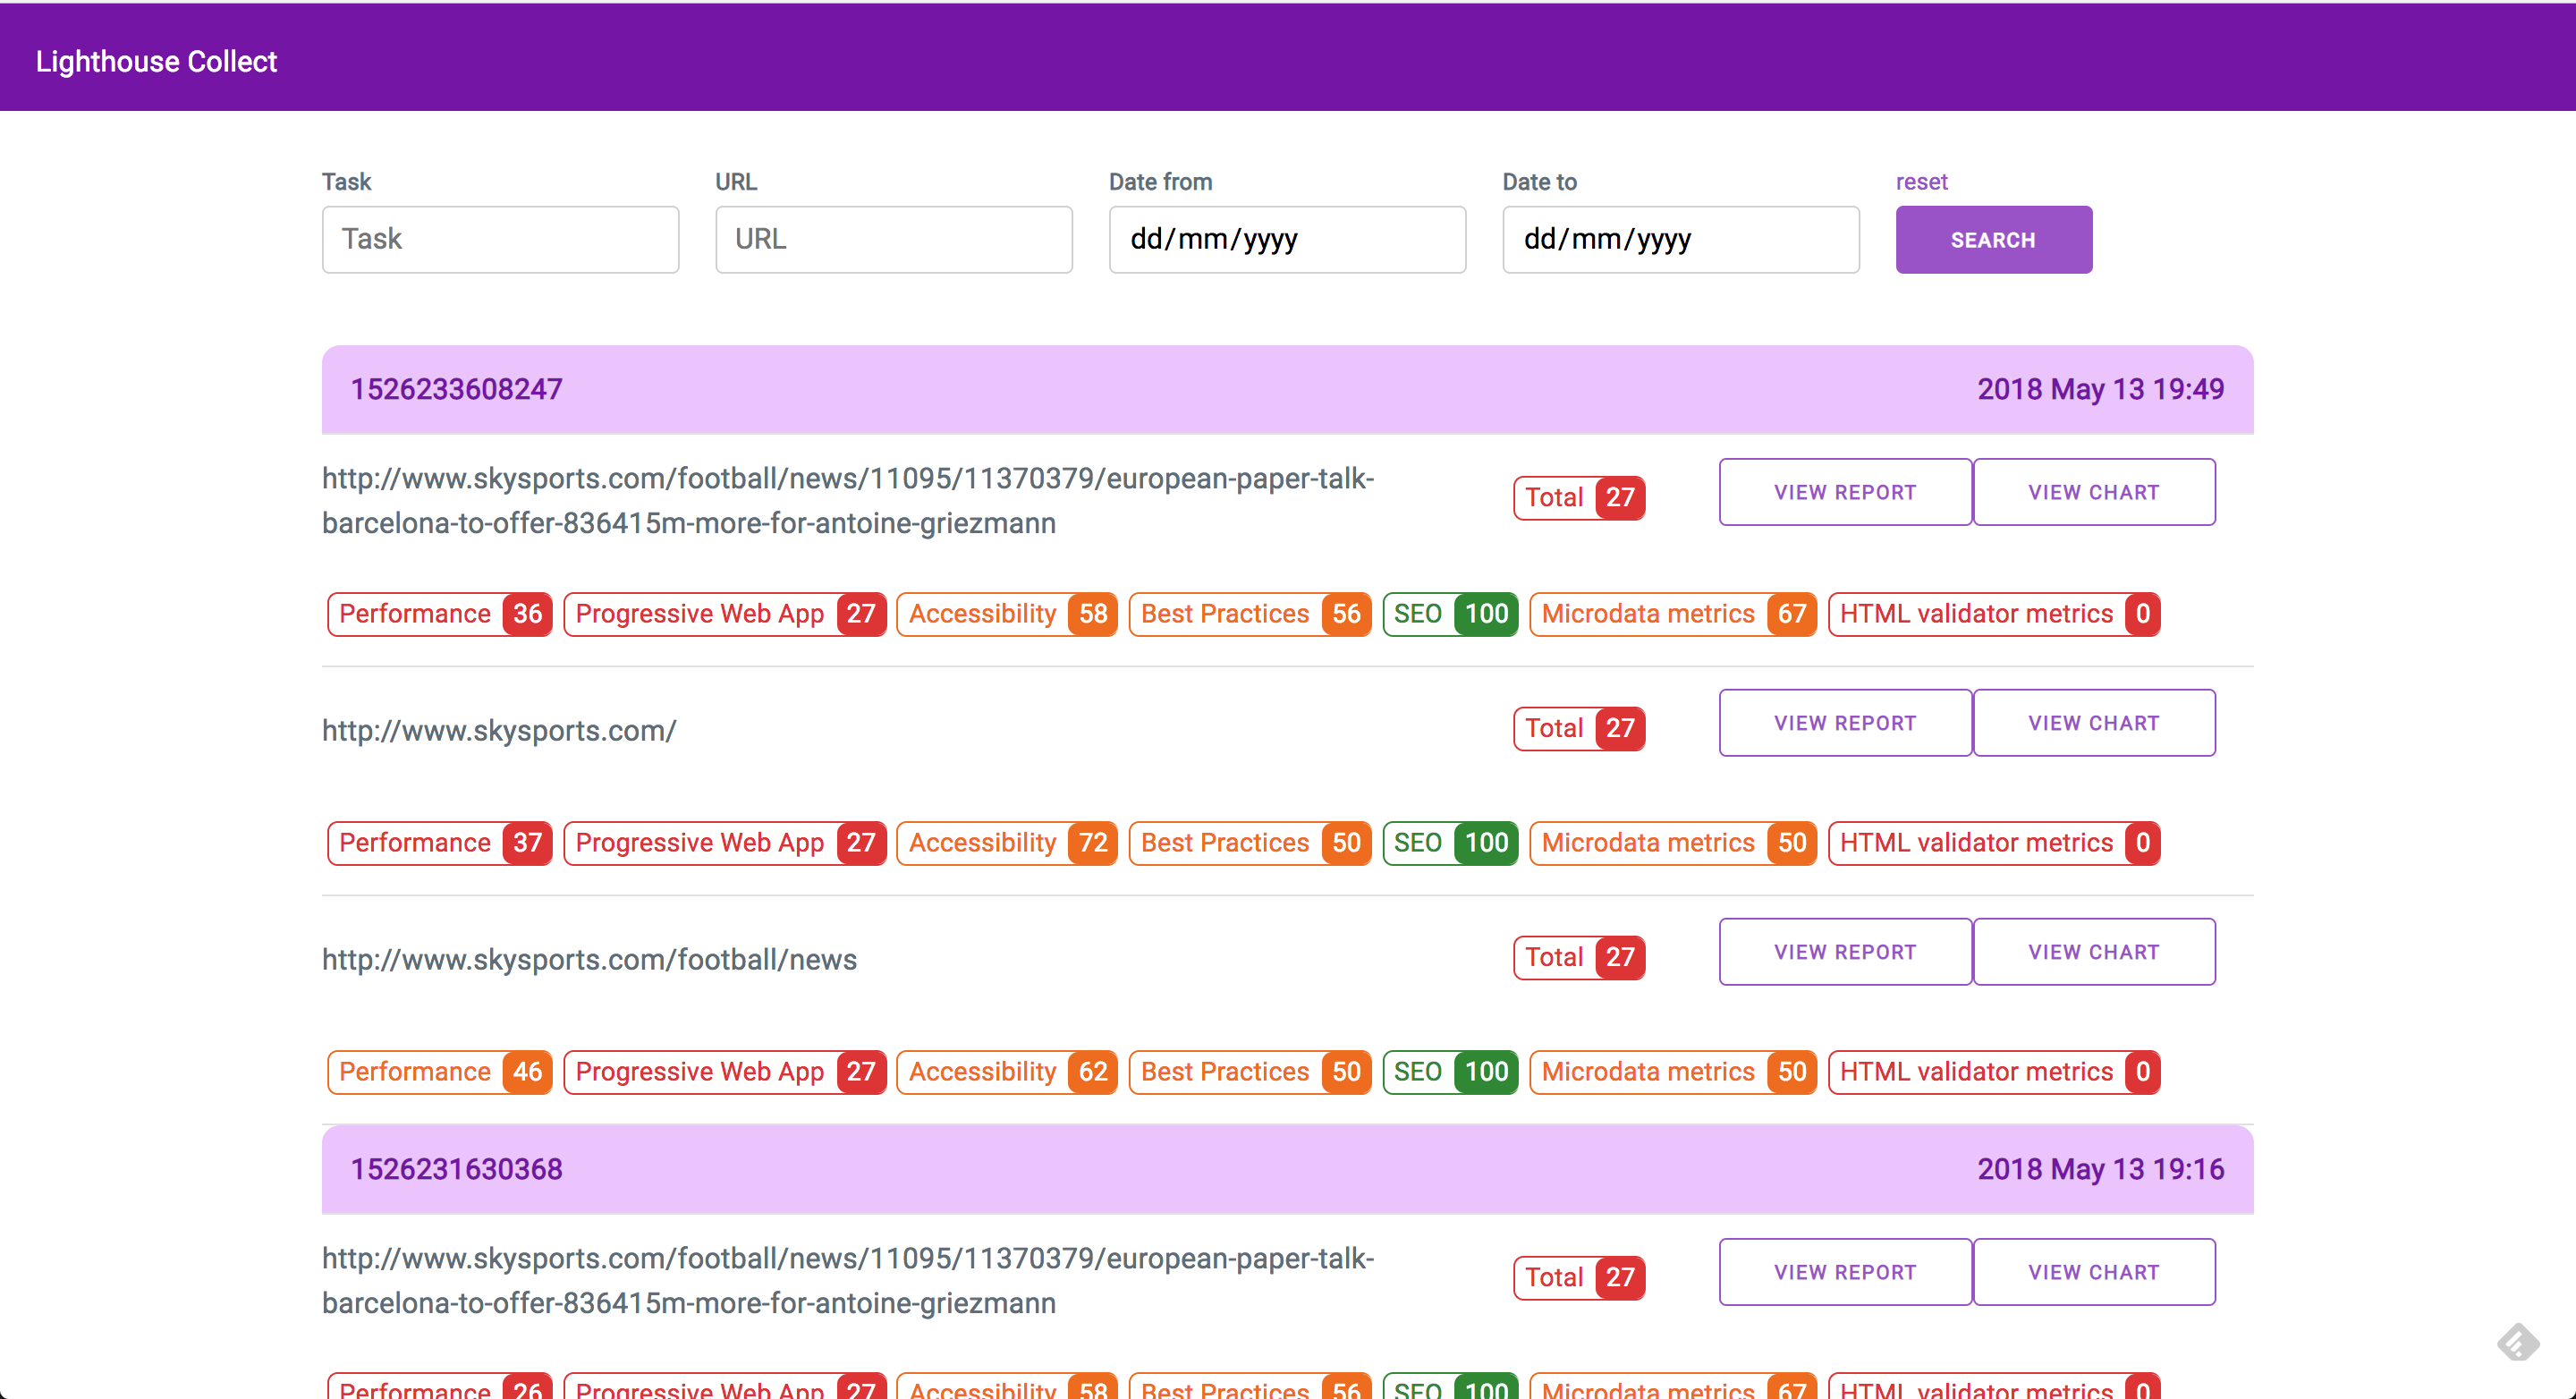 Lighthouse Collect
Task URL Date from Date to reset
Task URL dd/mm/yyyy dd/mm/yyyy SEARCH
1526233608247 2018 May 13 19:49
http://www.skysports.com/football/news/11095/11370379/european-paper-talk-
barcelona-to-offer-836415m-more-for-antoine-griezmann
Total 27 VIEW REPORT VIEW CHART
Performance 36 Progressive Web App 27 Accessibility 58 Best Practices 56 SEO 100 Microdata metrics 67 HTML validator metrics 0
http://www.skysports.com/ Total 27 VIEW REPORT VIEW CHART
Performance 37 Progressive Web App 27 Accessibility 72 Best Practices 50 SEO 100 Microdata metrics 50 HTML validator metrics 0
http://www.skysports.com/football/news Total 27 VIEW REPORT VIEW CHART
Performance 46 Progressive Web App 27 Accessibility 62 Best Practices 50 SEO 100 Microdata metrics 50 HTML validator metrics 0
1526231630368 2018 May 13 19:16
http://www.skysports.com/football/news/11095/11370379/european-paper-talk-
barcelona-to-offer-836415m-more-for-antoine-griezmann
Total 27 VIEW REPORT VIEW CHART
Performance 26 Progressive Web App 27 Accessibility 58 Best Practices 56 SEO 100 Microdata metrics 67 HTML validator metrics 0